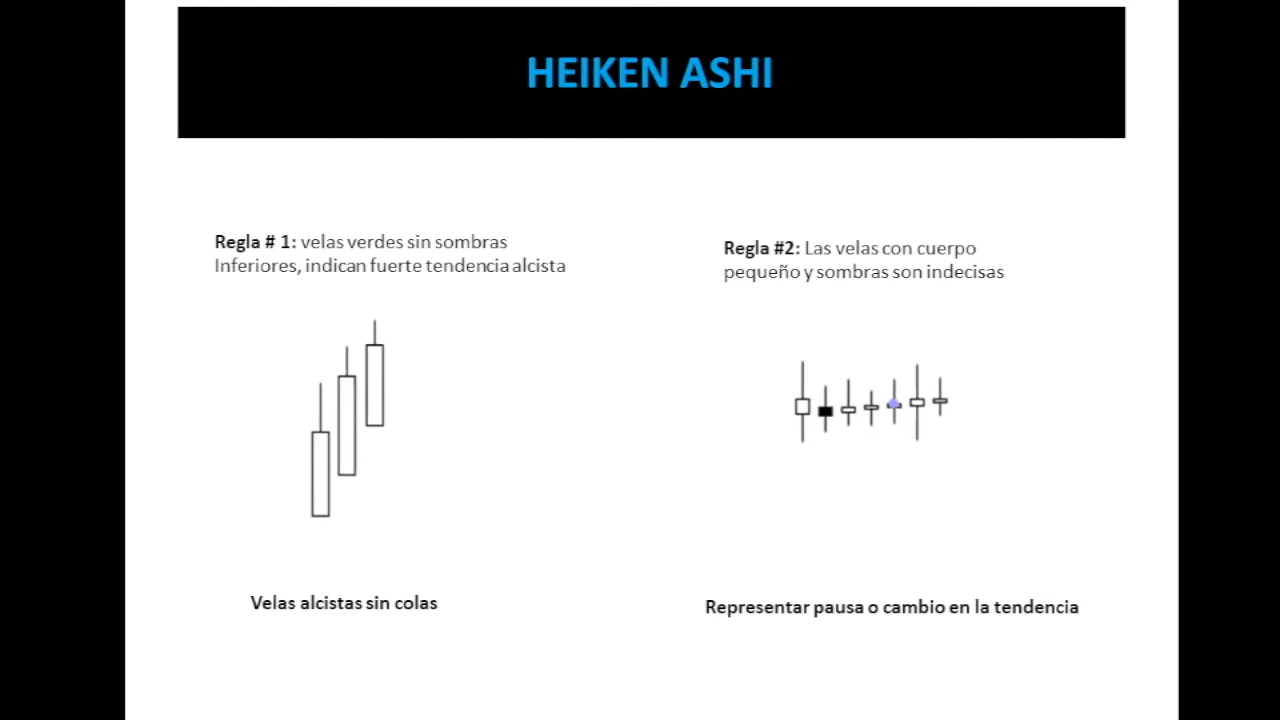 HEIKEN ASHI
Regla # 1: velas verdes sin sombras
Inferiores, indican fuerte tendencia alcista
Regla #2: Las velas con cuerpo
pequeño y sombras son indecisas
Velas alcistas sin colas
Representar pausa o cambio en la tendencia